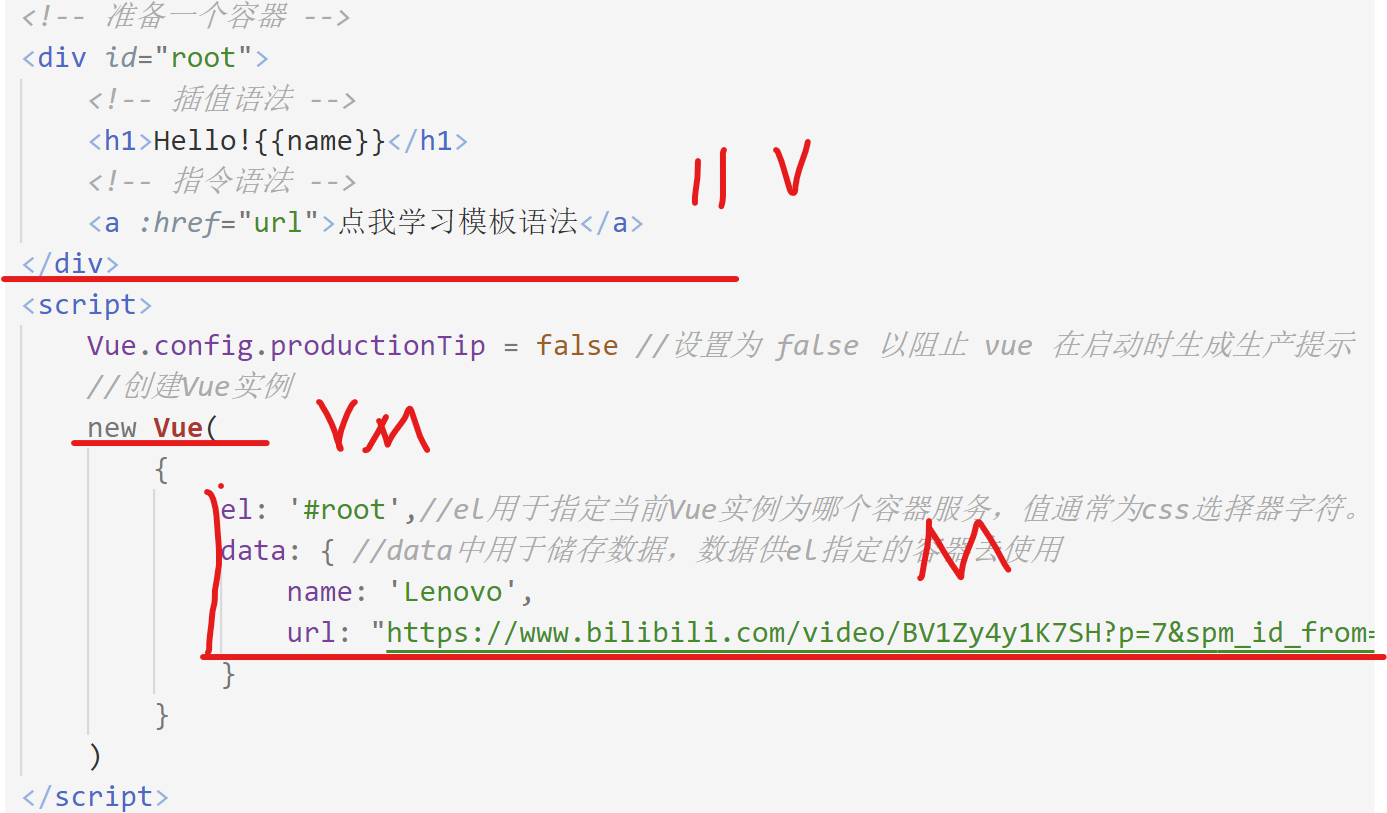 <!-- 准备一个容器 -->
<div id="root">
<!-- 插值语法 -->
<h1>Hello!{{name}}</h1>
<!-- 指令语法 -->
<a :href="url">点我学习模板语法</a>
V
</div>
<script>
Vue.config.productionTip = false //设置为 false 以阻止 vue 在启动时生成生产提示
//创建Vue实例
new Vue(
VM
{
el: '#root',//el用于指定当前Vue实例为哪个容器服务，值通常为css选择器字符。
data: { //data中用于储存数据，数据供el指定的容器去使用
M
name: 'Lenovo',
url: "https://www.bilibili.com/video/BV1Zy4y1K7SH?p=7&spm_id_from=
}
}
)
</script>